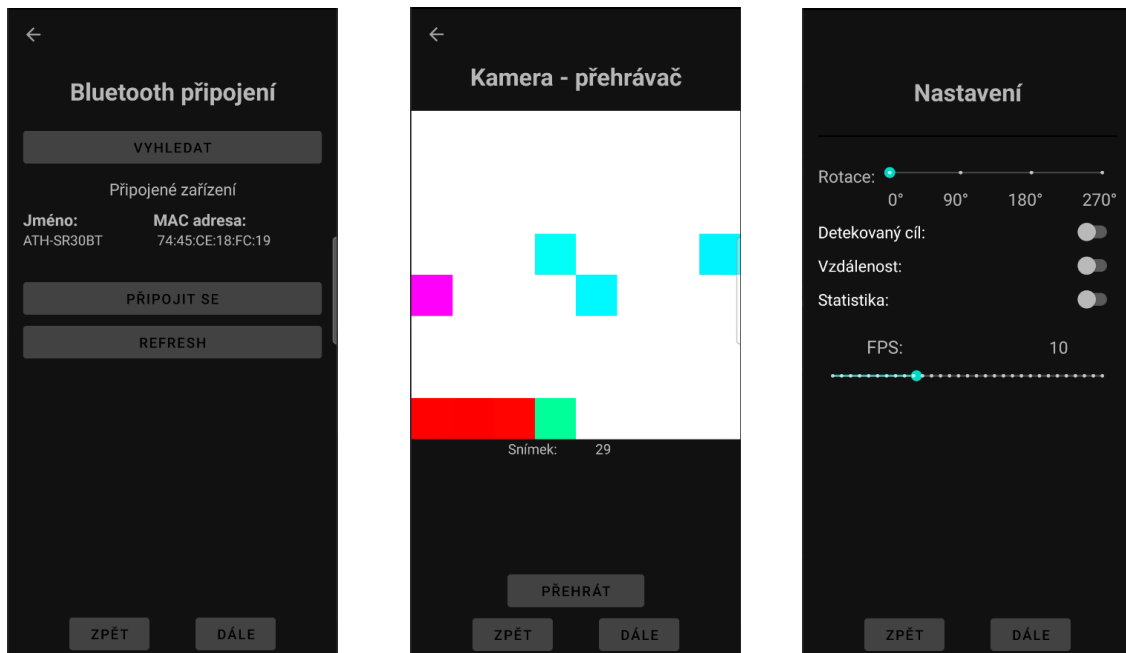 Bluetooth připojení
VYHLEDAT
Připojené zařízení
Jméno: MAC adresa:
ATH-SR30BT 74:45:CE:18:FC:19
PŘIPOJIT SE
REFRESH
ZPĚT DÁLE
Kamera - přehrávač
Snímek: 29
PŘEHRÁT
ZPĚT DÁLE
Nastavení
Rotace:
0° 90° 180° 270°
Detekovaný cíl:
Vzdálenost:
Statistika:
FPS: 10
ZPĚT DÁLE